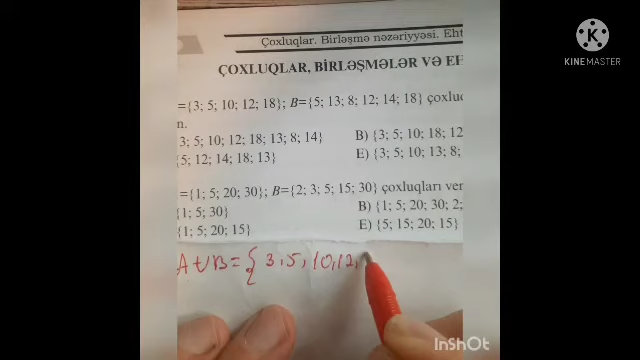 Çoxluqlar. Birləşmə nəzəriyyəsi. Eht
ÇOXLUQLAR, BİRLƏŞMƏLƏR VƏ EH
={3; 5; 10; 12; 18}; B={5; 13; 8; 12; 14; 18} çoxluq
n.
3; 5; 10; 12; 18; 13; 8; 14} B) {3; 5; 10; 18; 12
{5; 12; 14; 18; 13} E) {3; 5; 10; 13; 8;
={1; 5; 20; 30}; B={2; 3; 5; 15; 30} çoxluqları ver
{1; 5; 30} B) {1; 5; 20; 30; 2;
{1; 5; 20; 15} E) {5; 15; 20; 15}
A∪B={3,5,10,12,
KINEMASTER
InShOt